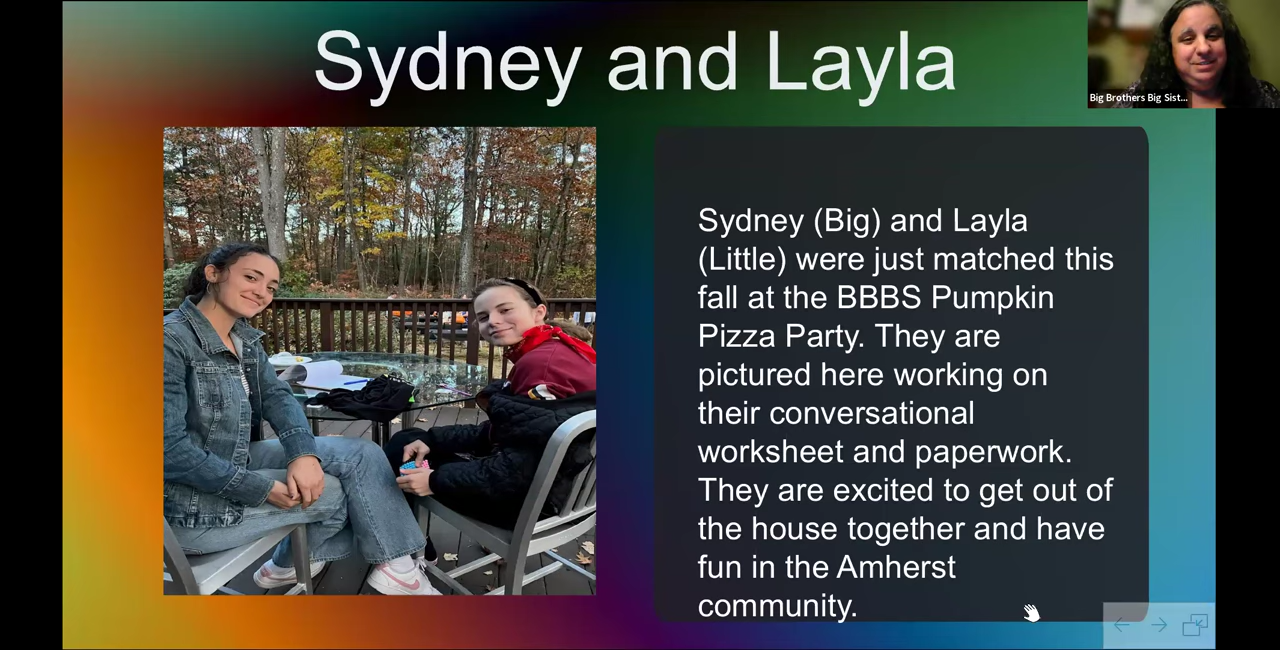 Sydney and Layla
Big Brothers Big Sist...
Sydney (Big) and Layla
(Little) were just matched this
fall at the BBBS Pumpkin
Pizza Party. They are
pictured here working on
their conversational
worksheet and paperwork.
They are excited to get out of
the house together and have
fun in the Amherst
community.